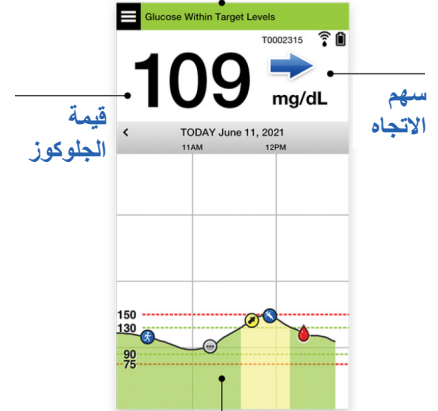 Glucose Within Target Levels
T0002315
109
mg/dL
سهم
الاتجاه
قيمة
الجلوكوز
TODAY June 11, 2021
11AM 12PM
150
130
90
75